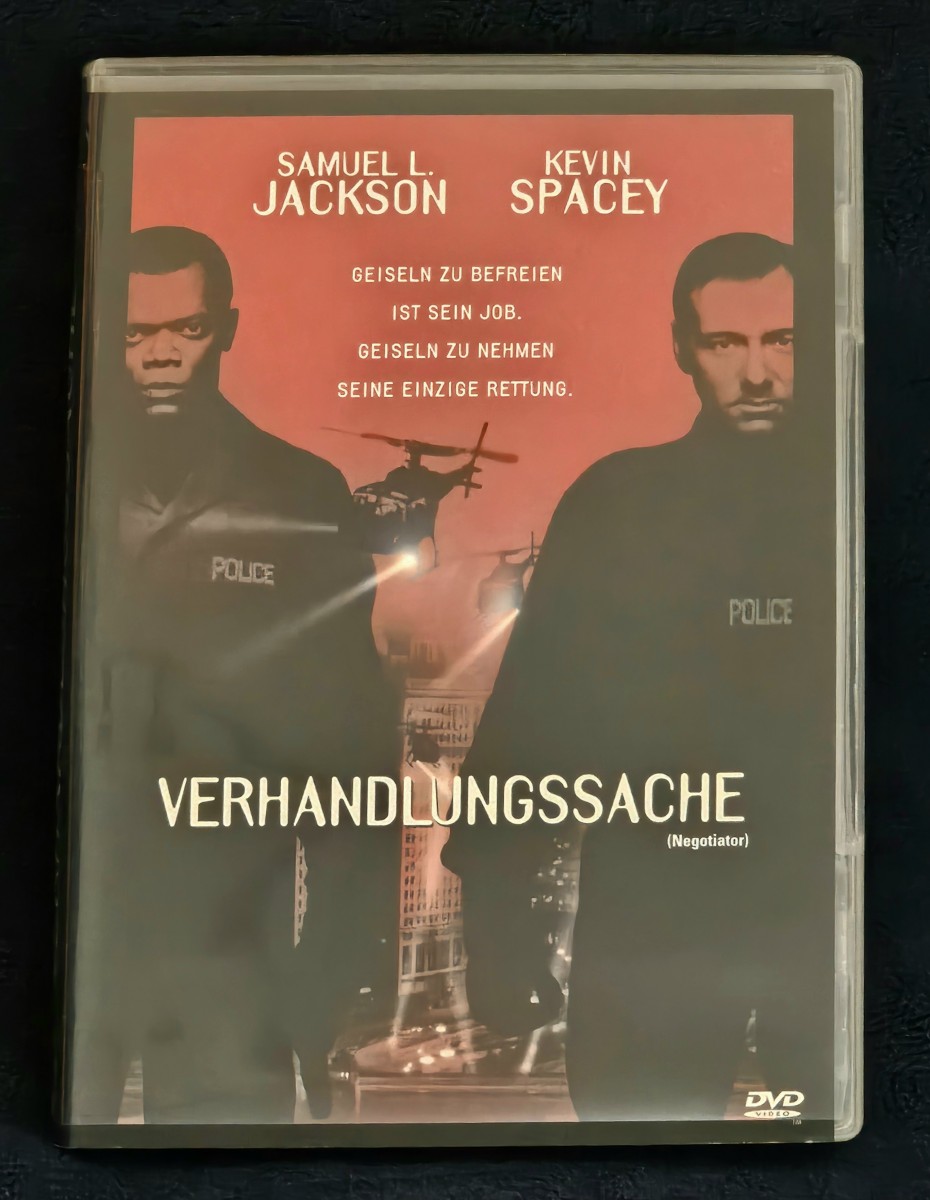 SAMUEL L. JACKSON
KEVIN SPACEY
GEISELN ZU BEFREIEN
IST SEIN JOB.
GEISELN ZU NEHMEN
SEINE EINZIGE RETTUNG.
POLICE
POLICE
VERHANDLUNGSSACHE
(Negotiator)
DVD
VIDEO
TM